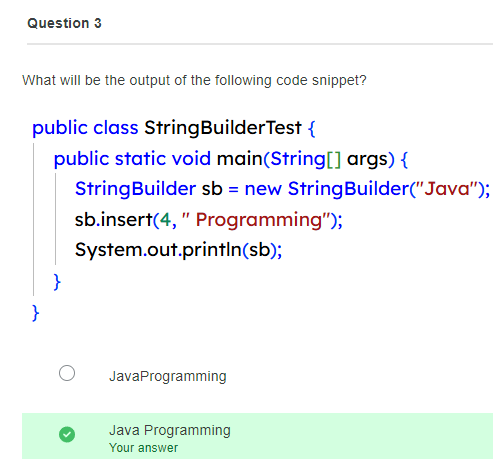 Question 3
What will be the output of the following code snippet?
public class StringBuilderTest {
public static void main(String[] args) {
StringBuilder sb = new StringBuilder("Java");
sb.insert(4, " Programming");
System.out.println(sb);
}
}
JavaProgramming
Java Programming
Your answer